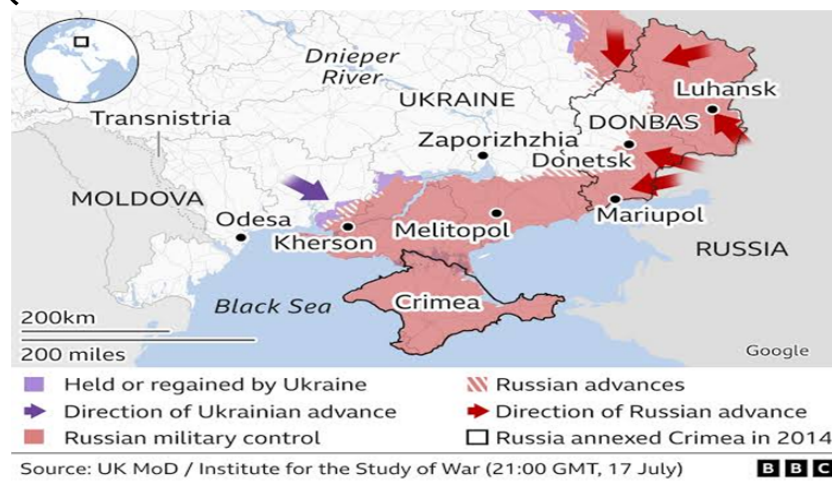 Dnieper
River
UKRAINE
Transnistria
Luhansk
DONBAS
Zaporizhzhia
Donetsk
MOLDOVA
Odesa
Kherson
Melitopol
Mariupol
RUSSIA
Black Sea
Crimea
200km
200 miles
Google
Held or regained by Ukraine
Russian advances
Direction of Ukrainian advance
Direction of Russian advance
Russian military control
Russia annexed Crimea in 2014
Source: UK MoD / Institute for the Study of War (21:00 GMT, 17 July)
BBC